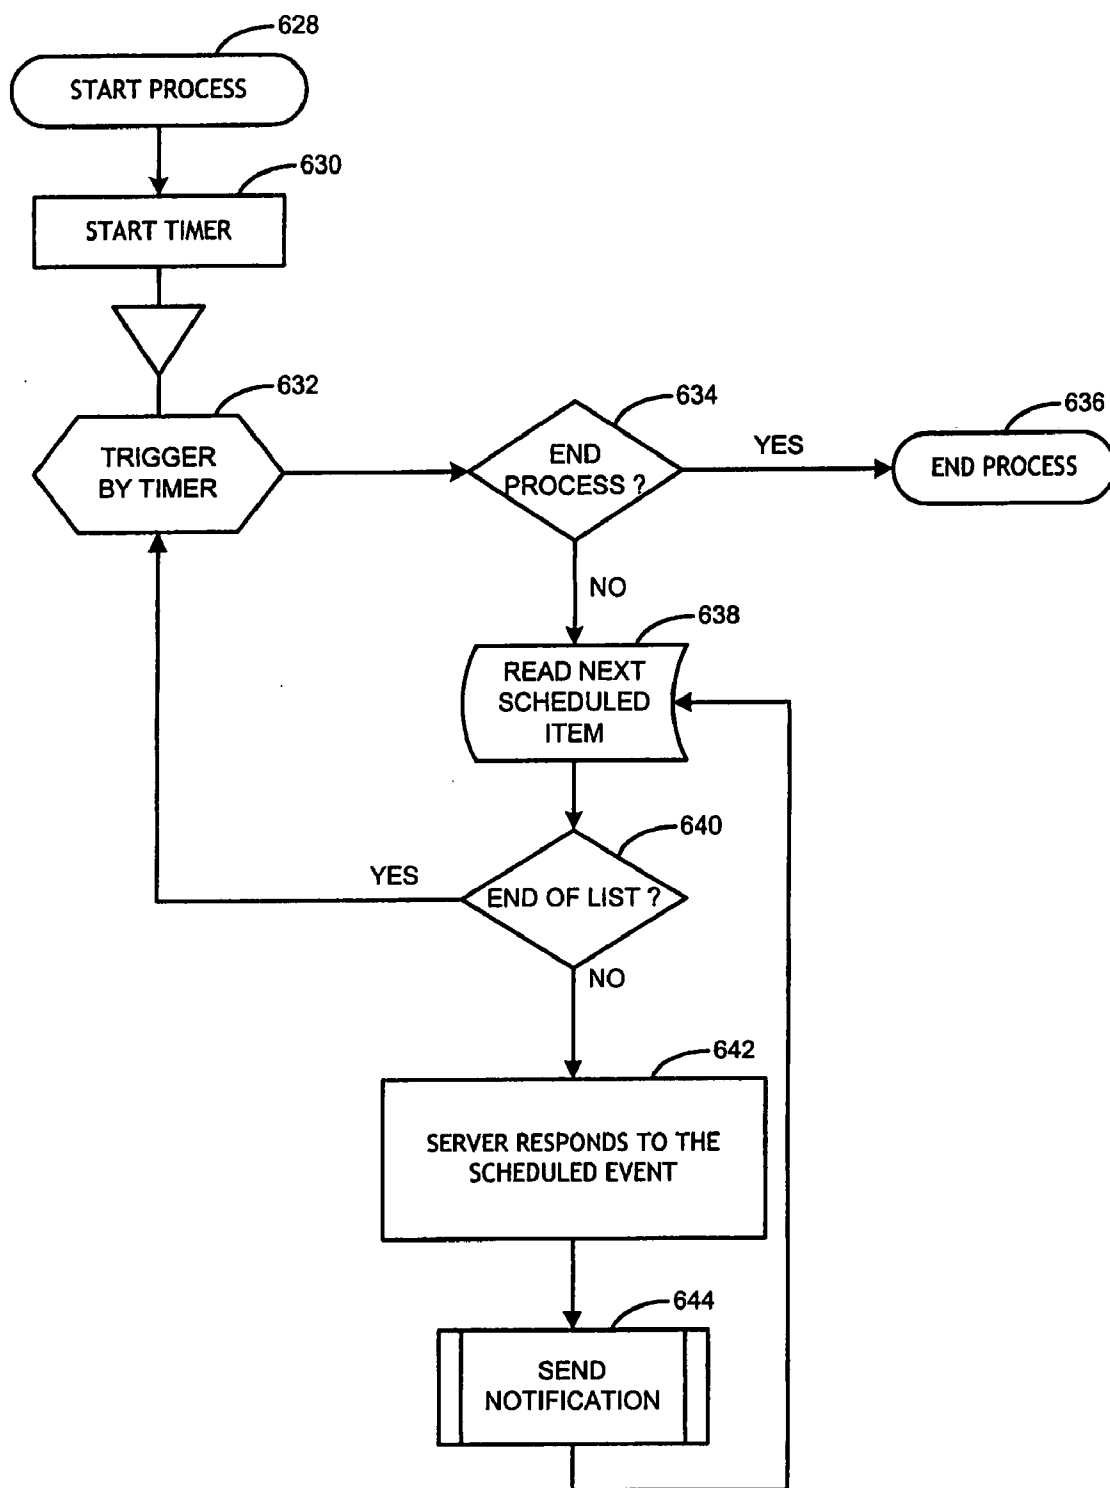 628
START PROCESS
630
START TIMER
632
TRIGGER
BY TIMER
634
END
PROCESS ?
YES
636
END PROCESS
NO
638
READ NEXT
SCHEDULED
ITEM
640
YES
END OF LIST ?
NO
642
SERVER RESPONDS TO THE
SCHEDULED EVENT
644
SEND
NOTIFICATION